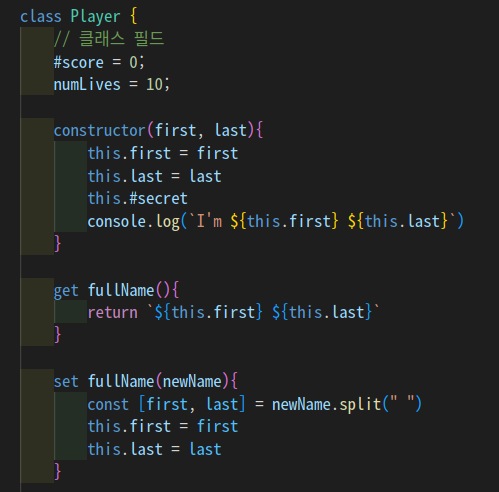 class Player {
    // 클래스 필드
    #score = 0;
    numLives = 10;

    constructor(first, last){
        this.first = first
        this.last = last
        this.#secret
        console.log(`I'm ${this.first} ${this.last}`)
    }

    get fullName(){
        return `${this.first} ${this.last}`
    }

    set fullName(newName){
        const [first, last] = newName.split(" ")
        this.first = first
        this.last = last
    }